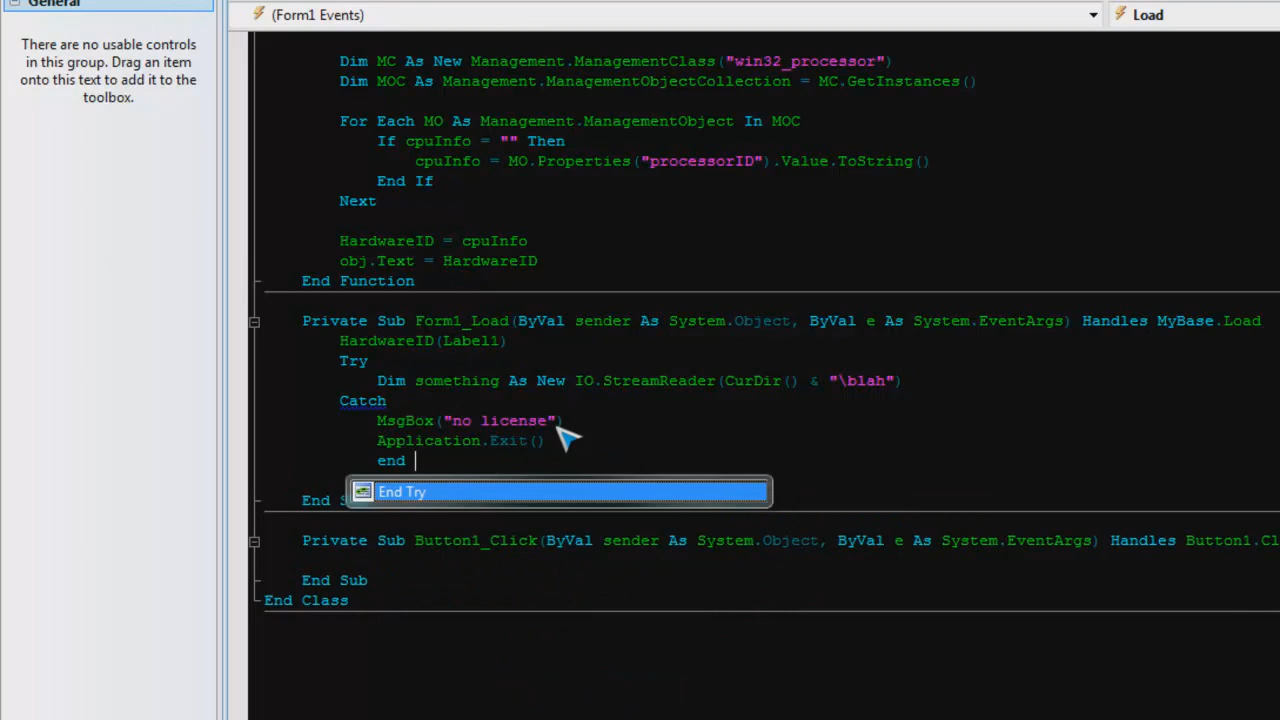 General
There are no usable controls
in this group. Drag an item
onto this text to add it to the
toolbox.
(Form1 Events)
Load
Dim MC As New Management.ManagementClass("win32_processor")
Dim MOC As Management.ManagementObjectCollection = MC.GetInstances()
For Each MO As Management.ManagementObject In MOC
If cpuInfo = "" Then
cpuInfo = MO.Properties("processorID").Value.ToString()
End If
Next
HardwareID = cpuInfo
obj.Text = HardwareID
End Function
Private Sub Form1_Load(ByVal sender As System.Object, ByVal e As System.EventArgs) Handles MyBase.Load
HardwareID(Label1)
Try
Dim something As New IO.StreamReader(CurDir() & "\blah")
Catch
MsgBox("no license")
Application.Exit()
end
End Try
End S
Private Sub Button1_Click(ByVal sender As System.Object, ByVal e As System.EventArgs) Handles Button1.Cl
End Sub
End Class